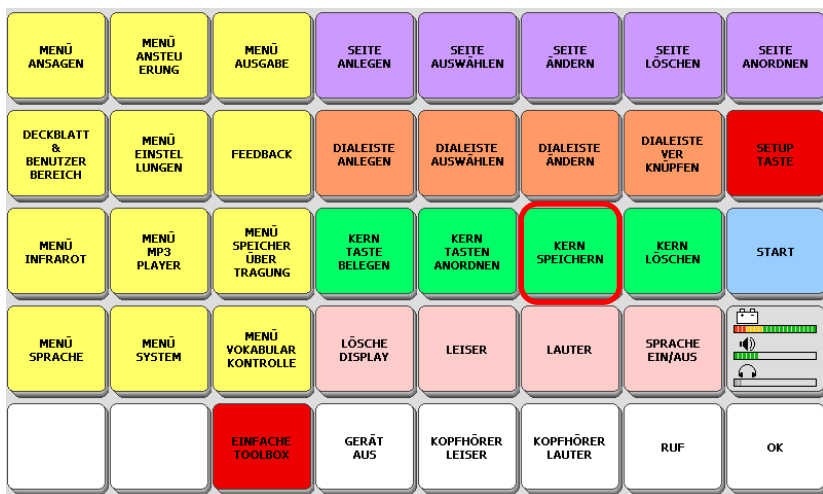 MENÜ
ANSAGEN
MENÜ
ANSTEU
ERUNG
MENÜ
AUSGABE
SEITE
ANLEGEN
SEITE
AUSWÄHLEN
SEITE
ÄNDERN
SEITE
LÖSCHEN
SEITE
ANORDNEN
DECKBLATT
&
BENUTZER
BEREICH
MENÜ
EINSTEL
LUNGEN
FEEDBACK
DIALEISTE
ANLEGEN
DIALEISTE
AUSWÄHLEN
DIALEISTE
ÄNDERN
DIALEISTE
VER
KNÜPFEN
SETUP
TASTE
MENÜ
INFRAROT
MENÜ
MP3
PLAYER
MENÜ
SPEICHER
ÜBER
TRAGUNG
KERN
TASTE
BELEGEN
KERN
TASTEN
ANORDNEN
KERN
SPEICHERN
KERN
LÖSCHEN
START
MENÜ
SPRACHE
MENÜ
SYSTEM
MENÜ
VOKABULAR
KONTROLLE
LÖSCHE
DISPLAY
LEISER
LAUTER
SPRACHE
EIN/AUS
EINFACHE
TOOLBOX
GERÄT
AUS
KOPFHÖRER
LEISER
KOPFHÖRER
LAUTER
RUF
OK